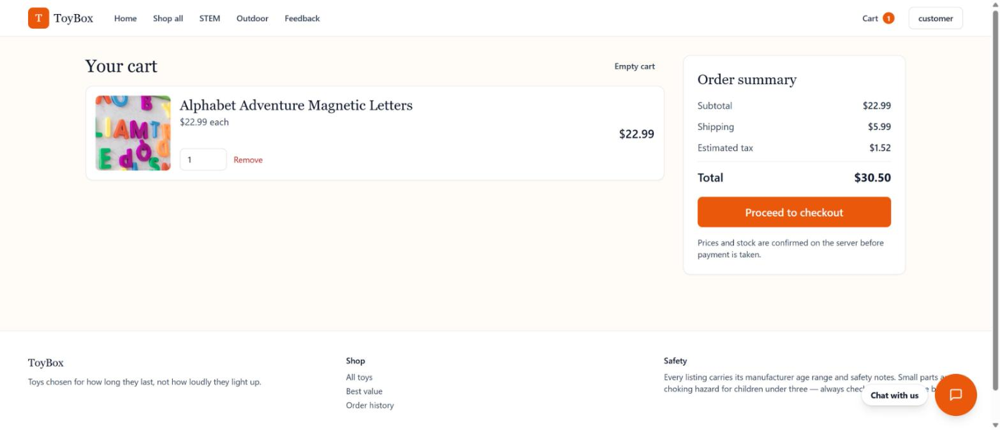 T ToyBox Home Shop all STEM Outdoor Feedback Cart 1 customer
Your cart
Empty cart
Alphabet Adventure Magnetic Letters
$22.99 each
$22.99
1 Remove
Order summary
Subtotal $22.99
Shipping $5.99
Estimated tax $1.52
Total $30.50
Proceed to checkout
Prices and stock are confirmed on the server before
payment is taken.
ToyBox
Toys chosen for how long they last, not how loudly they light up.
Shop
All toys
Best value
Order history
Safety
Every listing carries its manufacturer age range and safety notes. Small parts
choking hazard for children under three — always
Chat with us